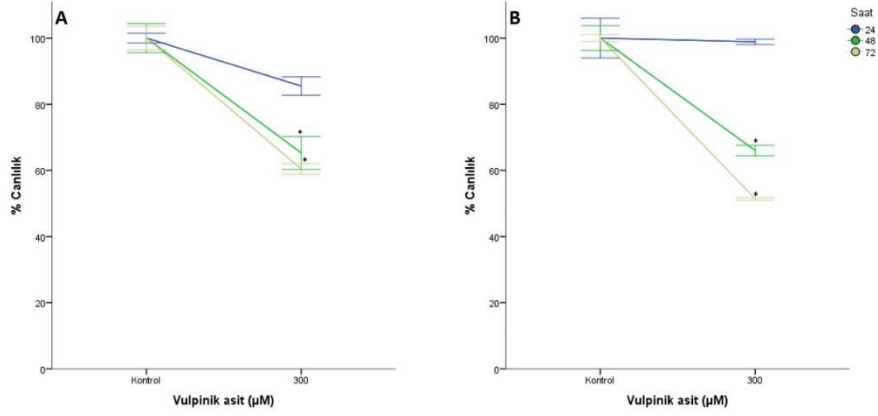 A
% Canlılık
100
80
60
40
20
0
Kontrol
300
Vulpinik asit (µM)
*
*
B
% Canlılık
100
80
60
40
20
0
Kontrol
300
Vulpinik asit (µM)
*
*
Saat
24
48
72